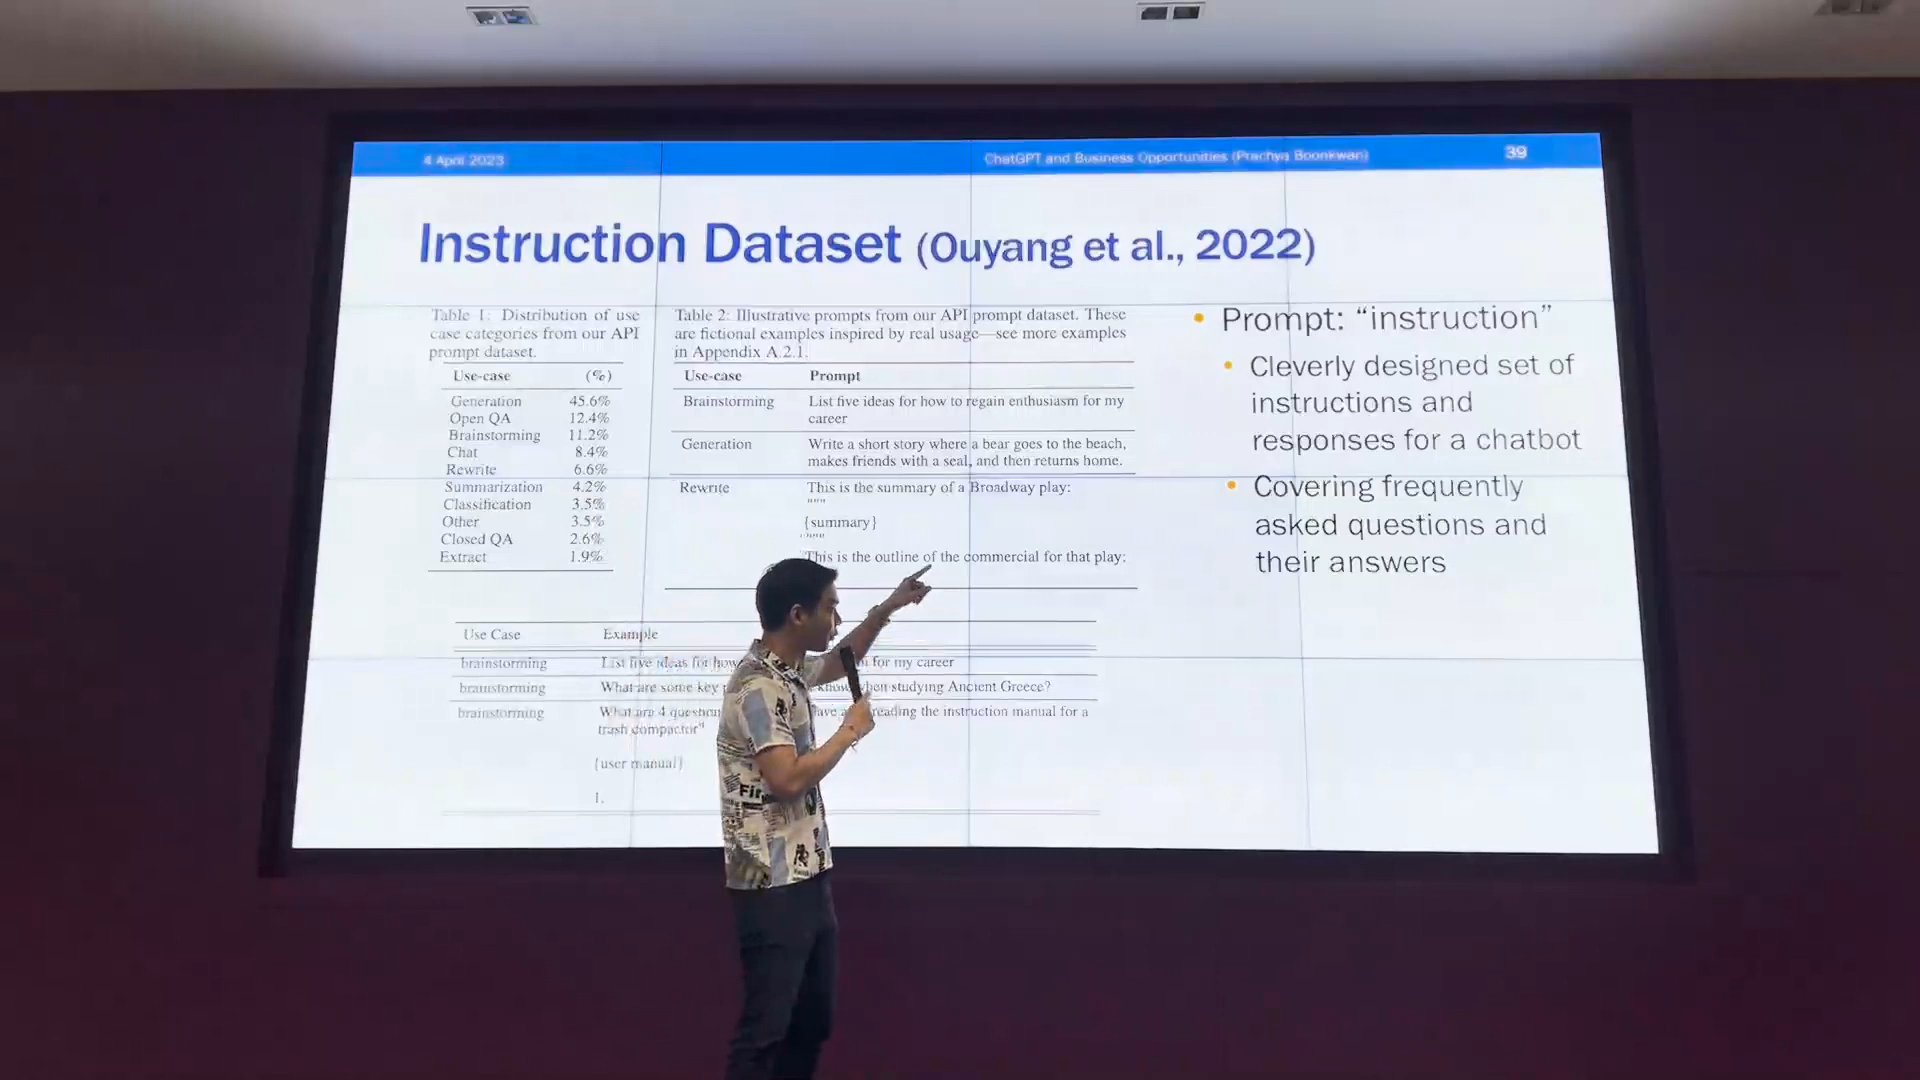 4 April 2023
ChatGPT and Business Opportunities (Prachya Boonkwan)
39
Instruction Dataset (Ouyang et al., 2022)
Table 1: Distribution of use
case categories from our API
prompt dataset.
Use-case (%)
Generation 45.6%
Open QA 12.4%
Brainstorming 11.2%
Chat 8.4%
Rewrite 6.6%
Summarization 4.2%
Classification 3.5%
Other 3.5%
Closed QA 2.6%
Extract 1.9%
Table 2: Illustrative prompts from our API prompt dataset. These
are fictional examples inspired by real usage—see more examples
in Appendix A.2.1.
Use-case Prompt
Brainstorming List five ideas for how to regain enthusiasm for my
career
Generation Write a short story where a bear goes to the beach,
makes friends with a seal, and then returns home.
Rewrite This is the summary of a Broadway play:
"""
{summary}
"""
This is the outline of the commercial for that play:
Use Case Example
brainstorming List five ideas for how for my career
brainstorming What are some key when studying Ancient Greece?
brainstorming What are 4 reading the instruction manual for a
trash compactor"
{user manual}
1.
• Prompt: “instruction”
• Cleverly designed set of
instructions and
responses for a chatbot
• Covering frequently
asked questions and
their answers
Fir